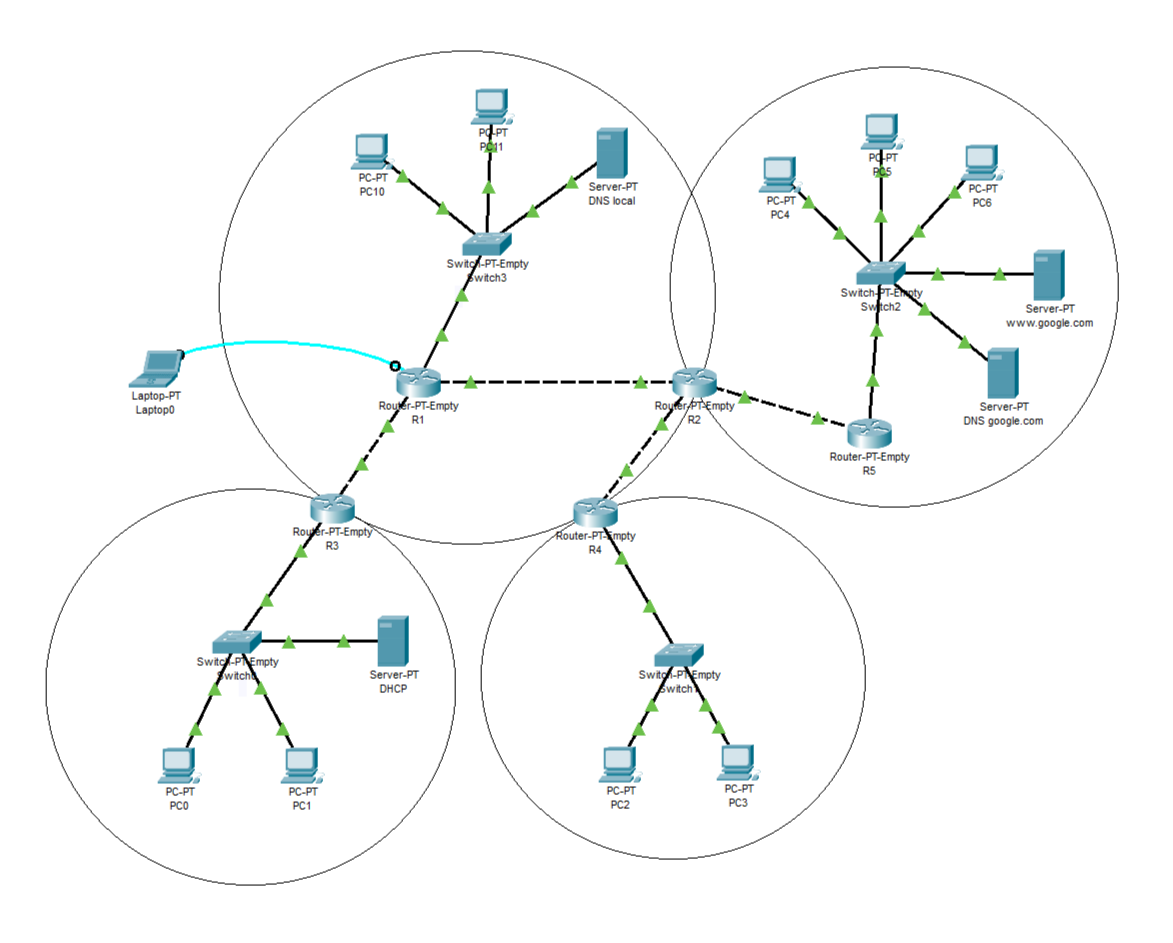 PC-PT
PC11
PC-PT
PC10
Server-PT
DNS local
Switch-PT-Empty
Switch3
PC-PT
PC5
PC-PT
PC4
PC-PT
PC6
Switch-PT-Empty
Switch2
Server-PT
www.google.com
Server-PT
DNS google.com
Laptop-PT
Laptop0
Router-PT-Empty
R1
Router-PT-Empty
R2
Router-PT-Empty
R5
Router-PT-Empty
R3
Router-PT-Empty
R4
Switch-PT-Empty
Switch0
Server-PT
DHCP
Switch-PT-Empty
Switch1
PC-PT
PC0
PC-PT
PC1
PC-PT
PC2
PC-PT
PC3